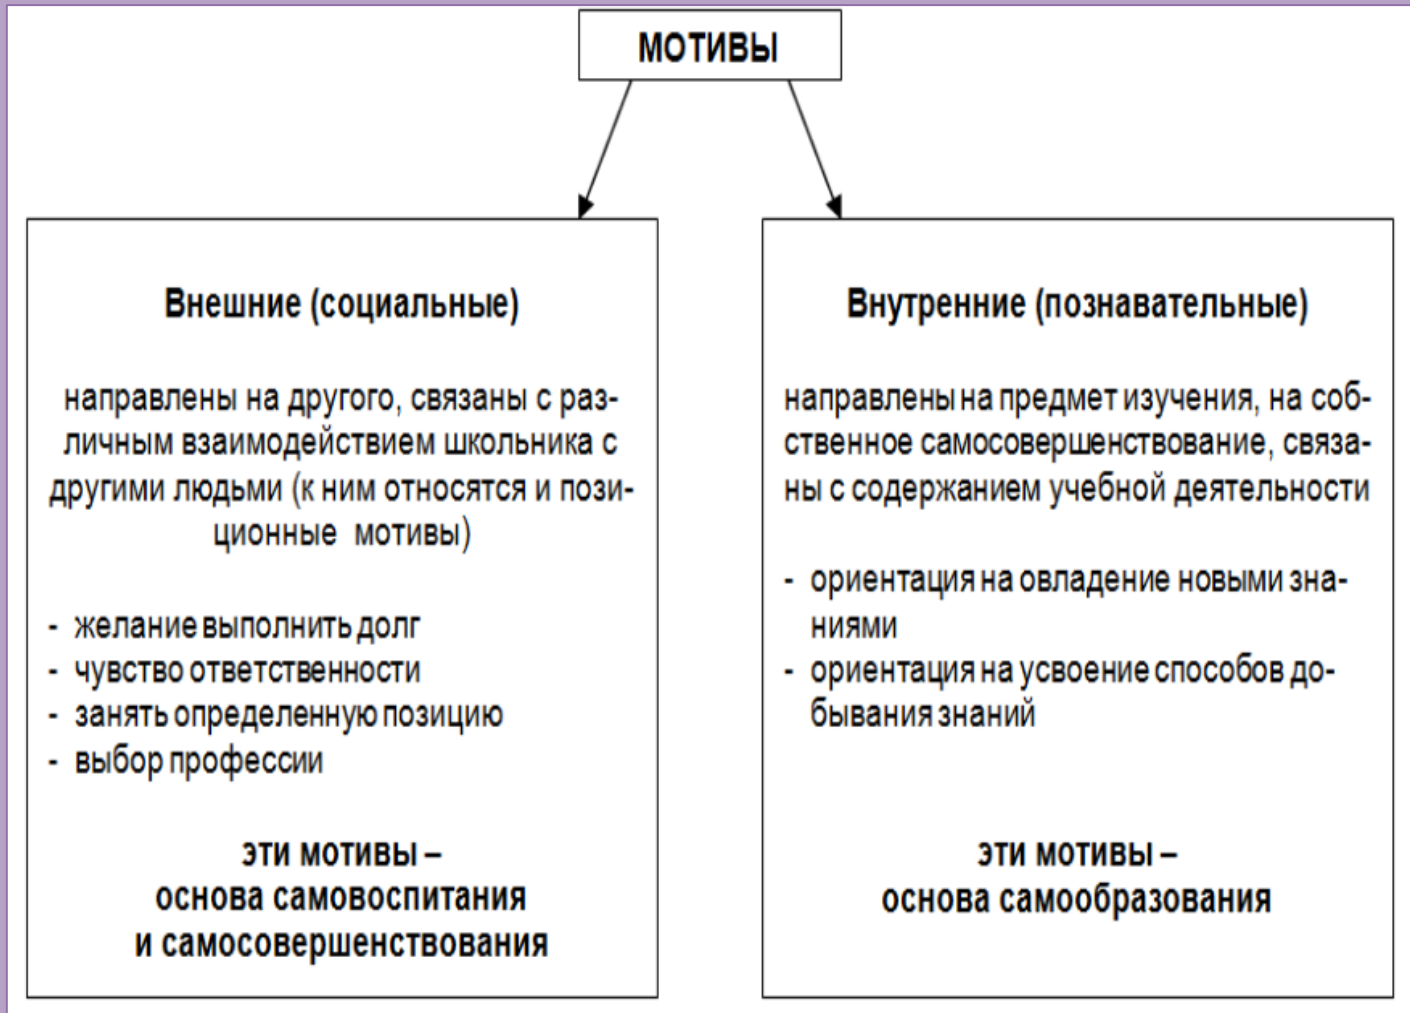 МОТИВЫ
Внешние (социальные)
направлены на другого, связаны с раз-
личным взаимодействием школьника с
другими людьми (к ним относятся и пози-
ционные мотивы)
- желание выполнить долг
- чувство ответственности
- занять определенную позицию
- выбор профессии
эти мотивы –
основа самовоспитания
и самосовершенствования
Внутренние (познавательные)
направлены на предмет изучения, на соб-
ственное самосовершенствование, связа-
ны с содержанием учебной деятельности
- ориентация на овладение новыми зна-
ниями
- ориентация на усвоение способов до-
бывания знаний
эти мотивы –
основа самообразования